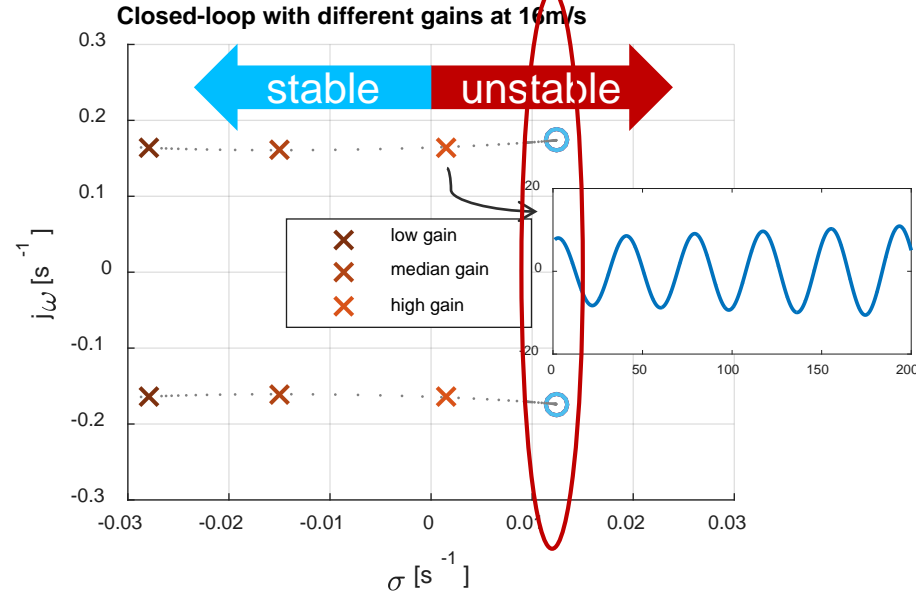 Closed-loop with different gains at 16m/s
stable
unstable
0.3
0.2
0.1
0
-0.1
-0.2
-0.3
jω [s⁻¹]
low gain
median gain
high gain
20
0
-20
0
50
100
150
200
-0.03
-0.02
-0.01
0
0.01
0.02
0.03
σ [s⁻¹]